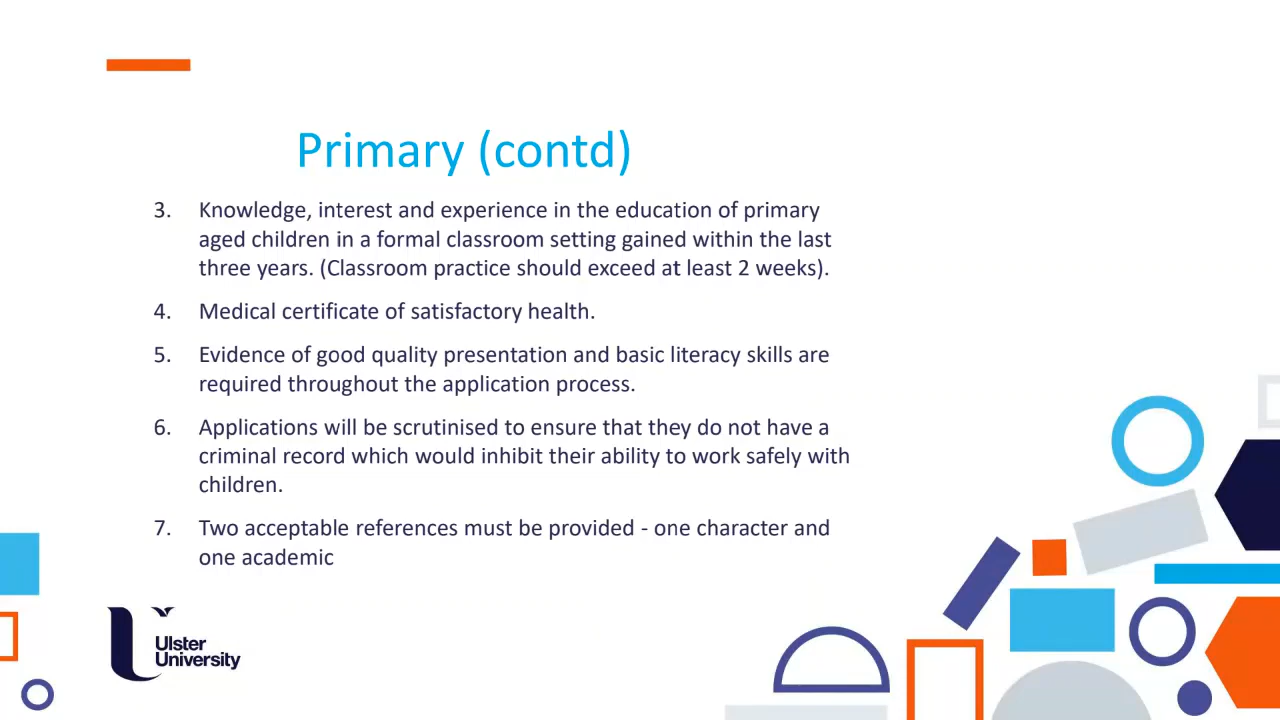 Primary (contd)
3. Knowledge, interest and experience in the education of primary
aged children in a formal classroom setting gained within the last
three years. (Classroom practice should exceed at least 2 weeks).
4. Medical certificate of satisfactory health.
5. Evidence of good quality presentation and basic literacy skills are
required throughout the application process.
6. Applications will be scrutinised to ensure that they do not have a
criminal record which would inhibit their ability to work safely with
children.
7. Two acceptable references must be provided - one character and
one academic
Ulster
University